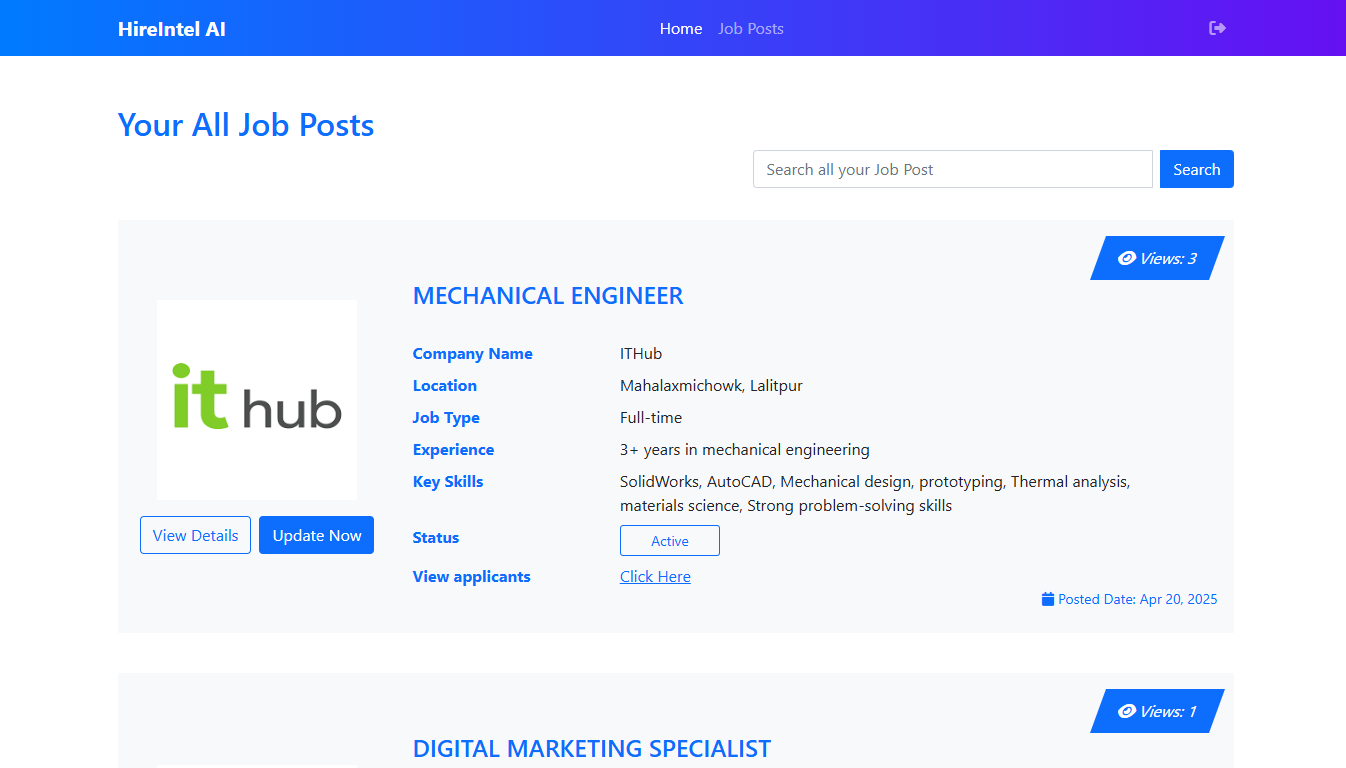 HireIntel AI
Home
Job Posts
Your All Job Posts
Search all your Job Post
Search
Views: 3
MECHANICAL ENGINEER
it hub
Company Name
ITHub
Location
Mahalaxmichowk, Lalitpur
Job Type
Full-time
Experience
3+ years in mechanical engineering
Key Skills
SolidWorks, AutoCAD, Mechanical design, prototyping, Thermal analysis,
materials science, Strong problem-solving skills
View Details
Update Now
Status
Active
View applicants
Click Here
Posted Date: Apr 20, 2025
Views: 1
DIGITAL MARKETING SPECIALIST